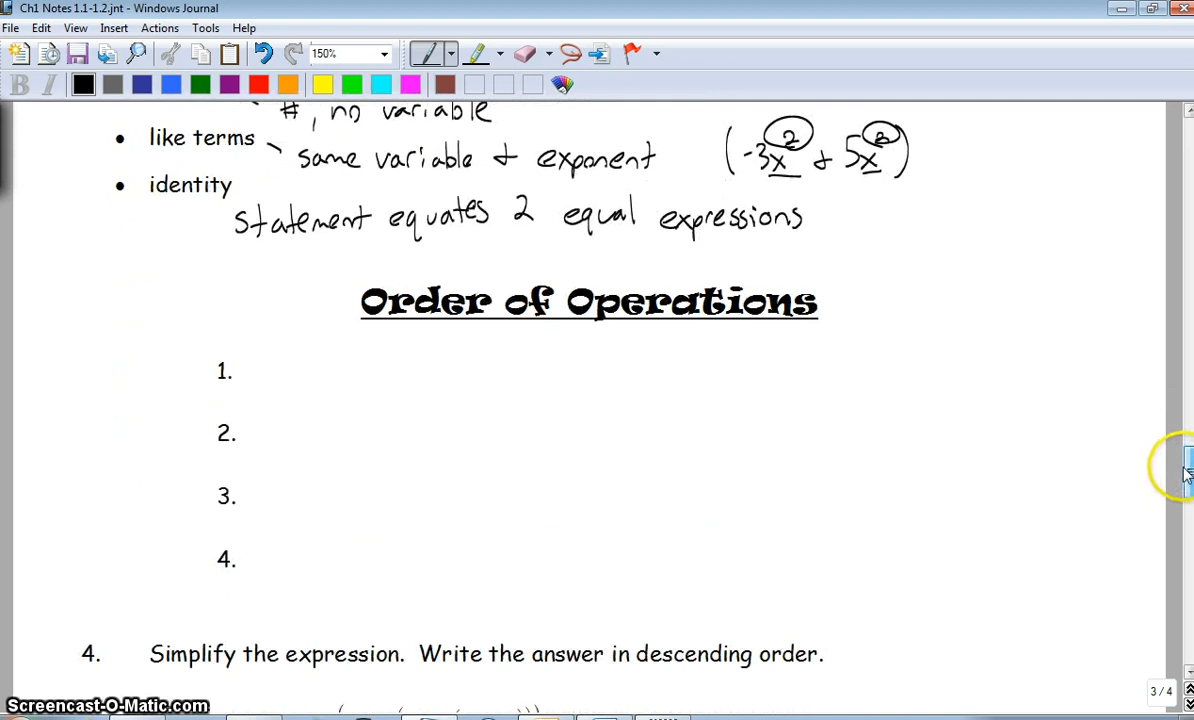 Ch1 Notes 1.1-1.2.jnt - Windows Journal
File Edit View Insert Actions Tools Help
150%
B I
#, no variable
• like terms
same variable & exponent (-3x² + 5x²)
• identity
Statement equates 2 equal expressions
Order of Operations
1.
2.
3.
4.
4. Simplify the expression. Write the answer in descending order.
3 / 4
Screencast-O-Matic.com